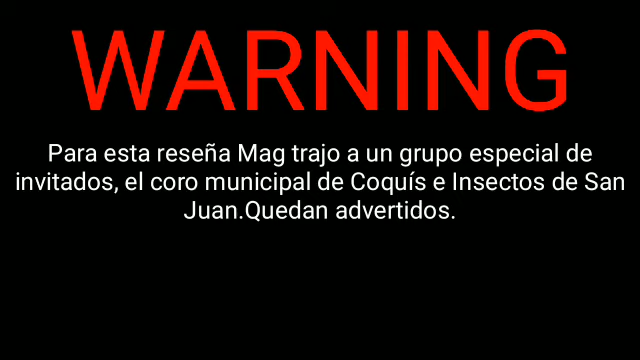 WARNING
Para esta reseña Mag trajo a un grupo especial de
invitados, el coro municipal de Coquís e Insectos de San
Juan.Quedan advertidos.